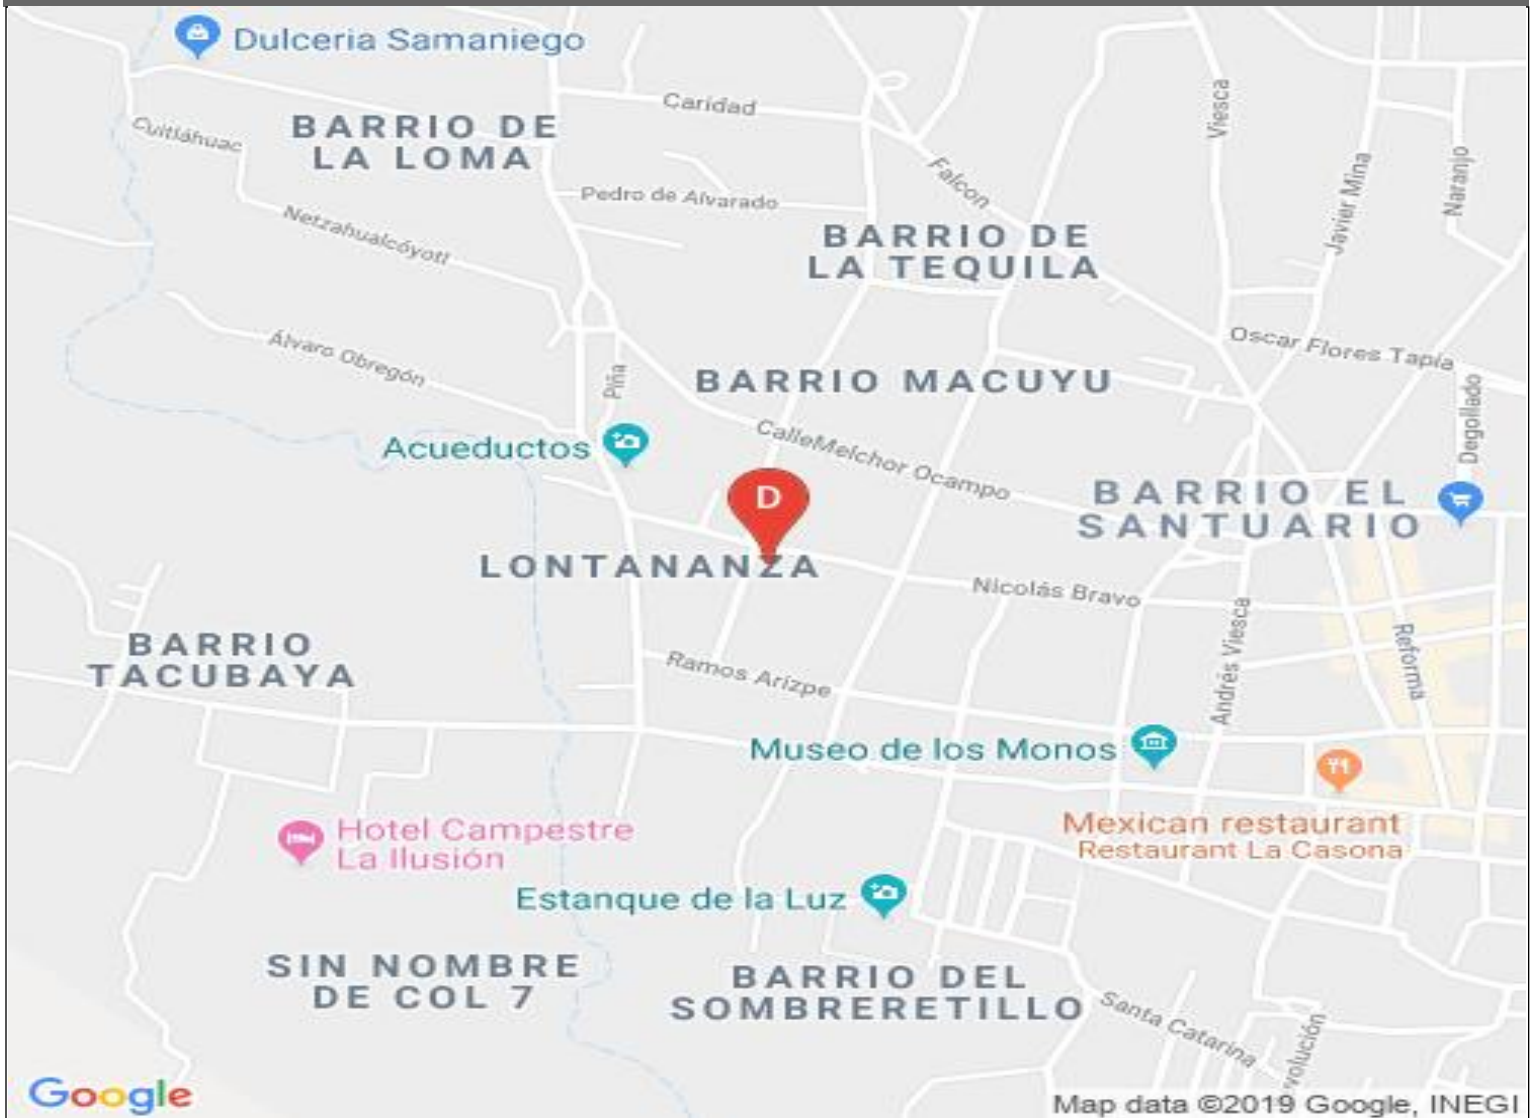 Dulceria Samaniego
Caridad
Viesca
Cuitláhuac
BARRIO DE
LA LOMA
Falcon
Naranjo
Javier Mina
Pedro de Alvarado
Netzahualcóyotl
BARRIO DE
LA TEQUILA
Álvaro Obregón
Oscar Flores Tapia
Piña
BARRIO MACUYU
Degollado
Acueductos
CalleMelchor Ocampo
D
BARRIO EL
SANTUARIO
LONTANANZA
Nicolás Bravo
BARRIO
TACUBAYA
Andrés Viesca
Reforma
Ramos Arizpe
Museo de los Monos
Hotel Campestre
La Ilusión
Mexican restaurant
Restaurant La Casona
Estanque de la Luz
SIN NOMBRE
DE COL 7
BARRIO DEL
SOMBRERETILLO
Santa Catarina
volución
Google
Map data ©2019 Google, INEGI